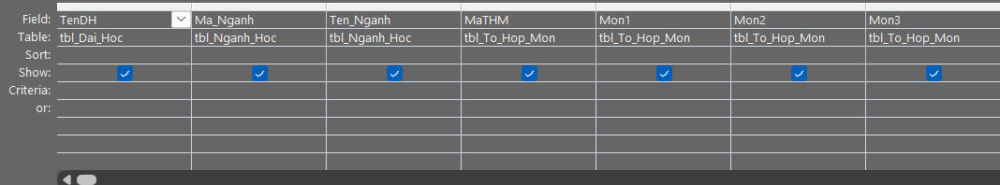 Field: TenDH Ma_Nganh Ten_Nganh MaTHM Mon1 Mon2 Mon3
Table: tbl_Dai_Hoc tbl_Nganh_Hoc tbl_Nganh_Hoc tbl_To_Hop_Mon tbl_To_Hop_Mon tbl_To_Hop_Mon tbl_To_Hop_Mon
Sort:
Show:
Criteria:
or: